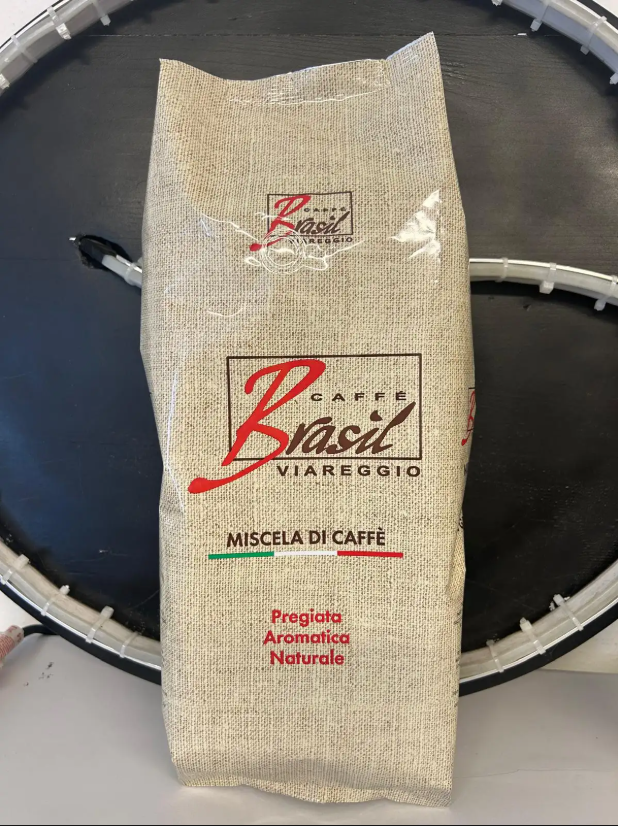 CAFFÈ
Brasil
VIAREGGIO
CAFFÈ
Brasil
VIAREGGIO
MISCELA DI CAFFÈ
Pregiata
Aromatica
Naturale